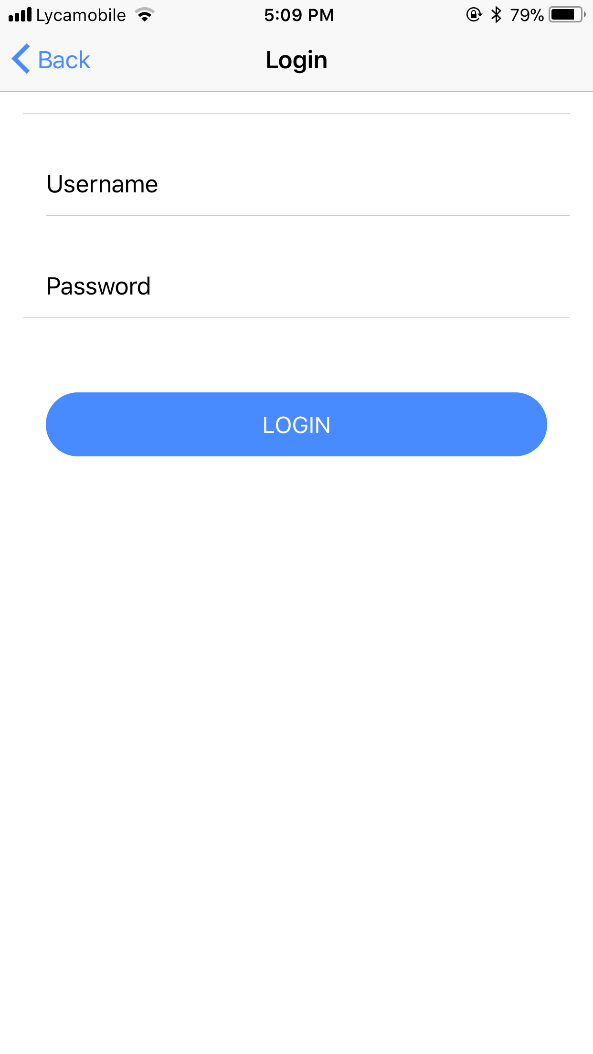 Lycamobile 5:09 PM 79%
Back Login
Username
Password
LOGIN